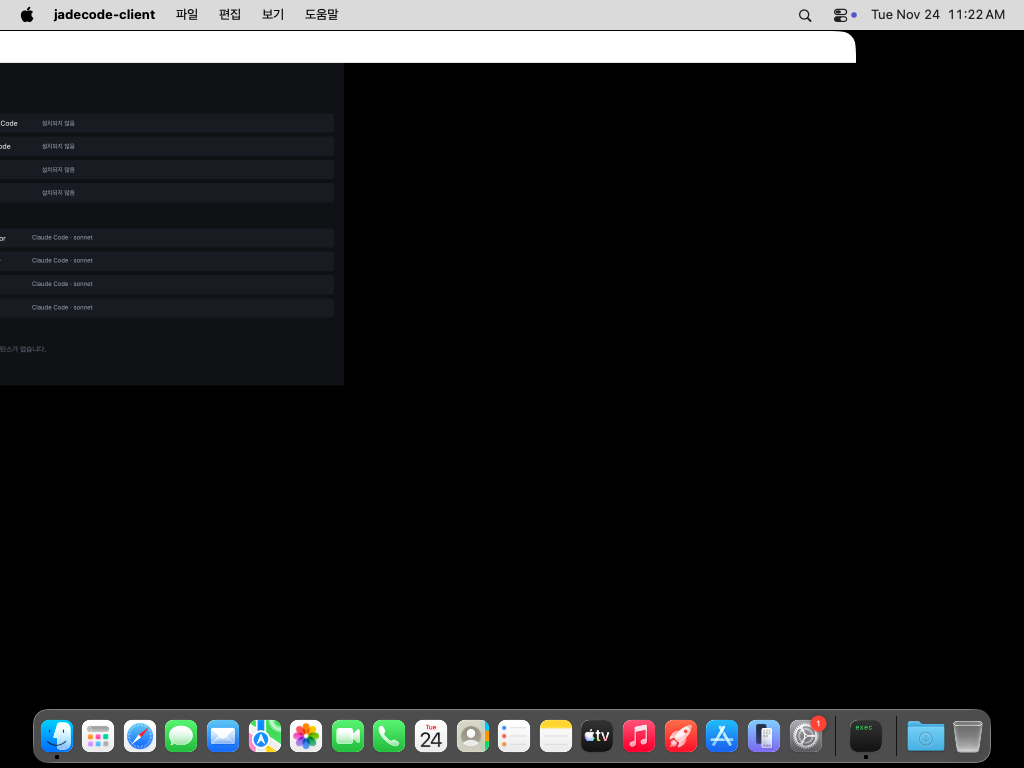 jadecode-client 파일 편집 보기 도움말 Tue Nov 24 11:22 AM
Code 설치되지 않음
ode 설치되지 않음
설치되지 않음
설치되지 않음
or Claude Code · sonnet
Claude Code · sonnet
Claude Code · sonnet
Claude Code · sonnet
턴스가 없습니다.
Tue
24
tv
1
exec